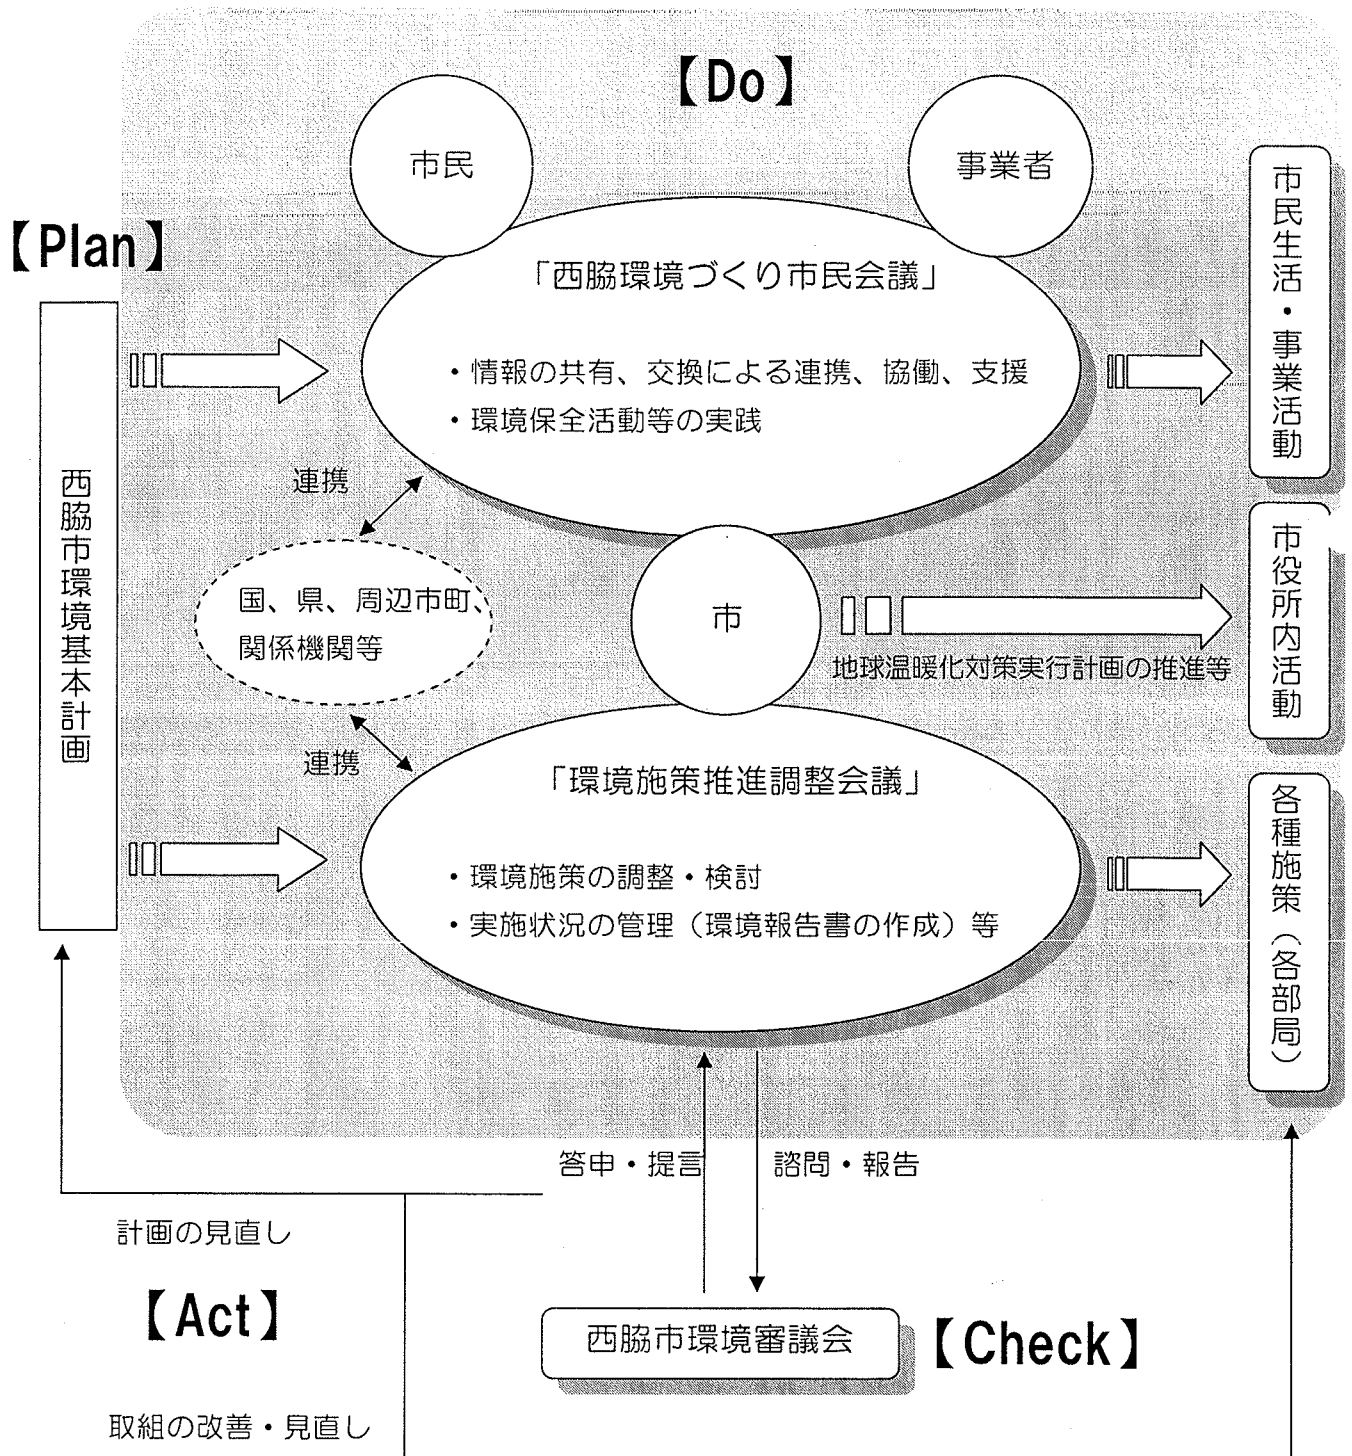 【Do】
市民
事業者
【Plan】
「西脇環境づくり市民会議」
・情報の共有、交換による連携、協働、支援
・環境保全活動等の実践
市民生活・事業活動
連携
西脇市環境基本計画
国、県、周辺市町、
関係機関等
市
地球温暖化対策実行計画の推進等
市役所内活動
連携
「環境施策推進調整会議」
・環境施策の調整・検討
・実施状況の管理（環境報告書の作成）等
各種施策（各部局）
答申・提言
諮問・報告
計画の見直し
【Act】
西脇市環境審議会
【Check】
取組の改善・見直し